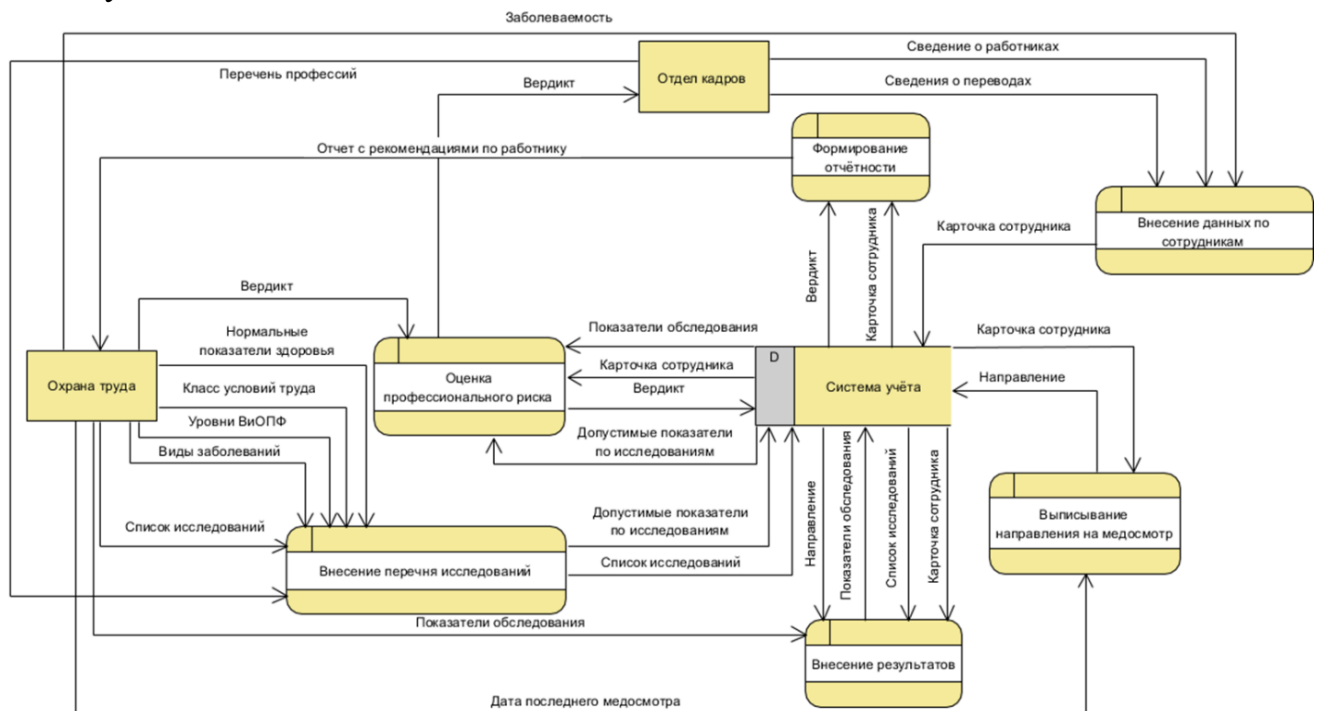 Заболеваемость
Отдел кадров
Сведение о работниках
Перечень профессий
Вердикт
Сведения о переводах
Отчет с рекомендациями по работнику
Формирование
отчётности
Внесение данных по
сотрудникам
Карточка сотрудника
Вердикт
Карточка сотрудника
Вердикт
Нормальные
показатели здоровья
Показатели обследования
Карточка сотрудника
Охрана труда
Класс условий труда
Оценка
профессионального риска
Карточка сотрудника
Вердикт
D
Система учёта
Направление
Уровни ВиОПФ
Виды заболеваний
Допустимые показатели
по исследованиям
Список исследований
Допустимые показатели
по исследованиям
Список исследований
Направление
Показатели обследования
Список исследований
Карточка сотрудника
Выписывание
направления на медосмотр
Внесение перечня исследований
Показатели обследования
Внесение результатов
Дата последнего медосмотра